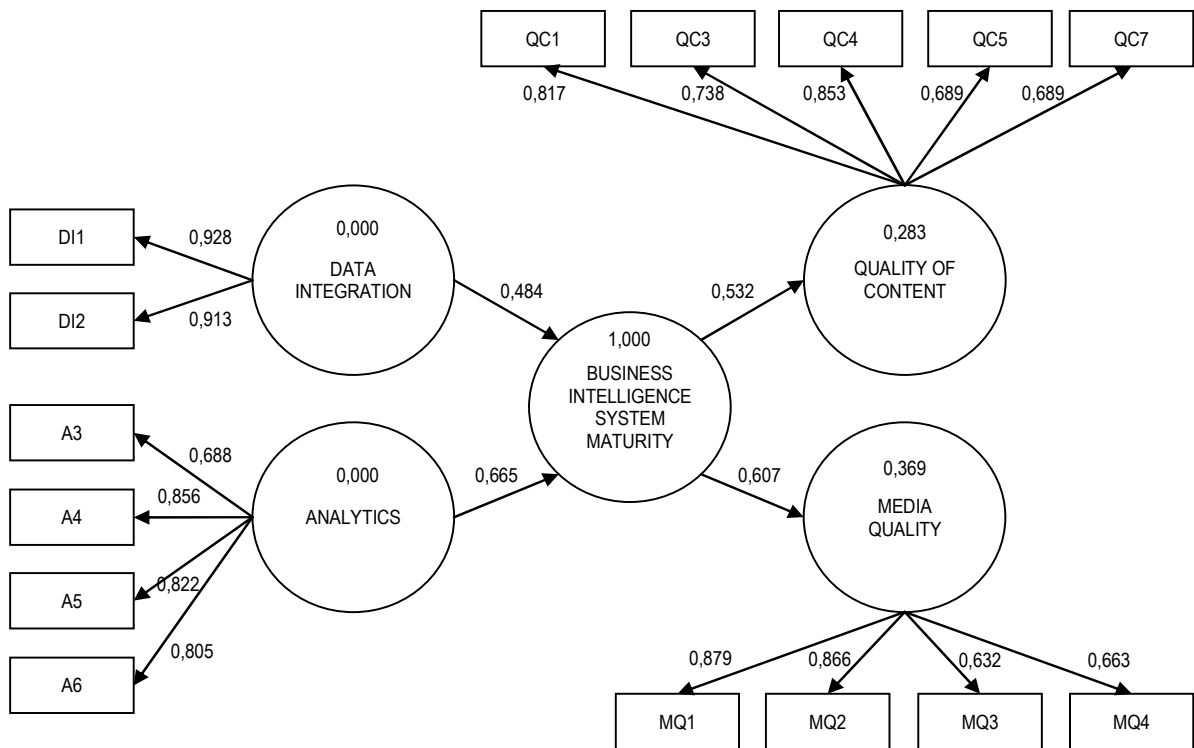 QC1
QC3
QC4
QC5
QC7
0,817
0,738
0,853
0,689
0,689
DI1
DI2
0,928
0,913
0,000
DATA
INTEGRATION
0,484
0,283
QUALITY OF
CONTENT
0,532
1,000
BUSINESS
INTELLIGENCE
SYSTEM
MATURITY
A3
A4
A5
A6
0,688
0,856
0,822
0,805
0,000
ANALYTICS
0,665
0,607
0,369
MEDIA
QUALITY
0,879
0,866
0,632
0,663
MQ1
MQ2
MQ3
MQ4